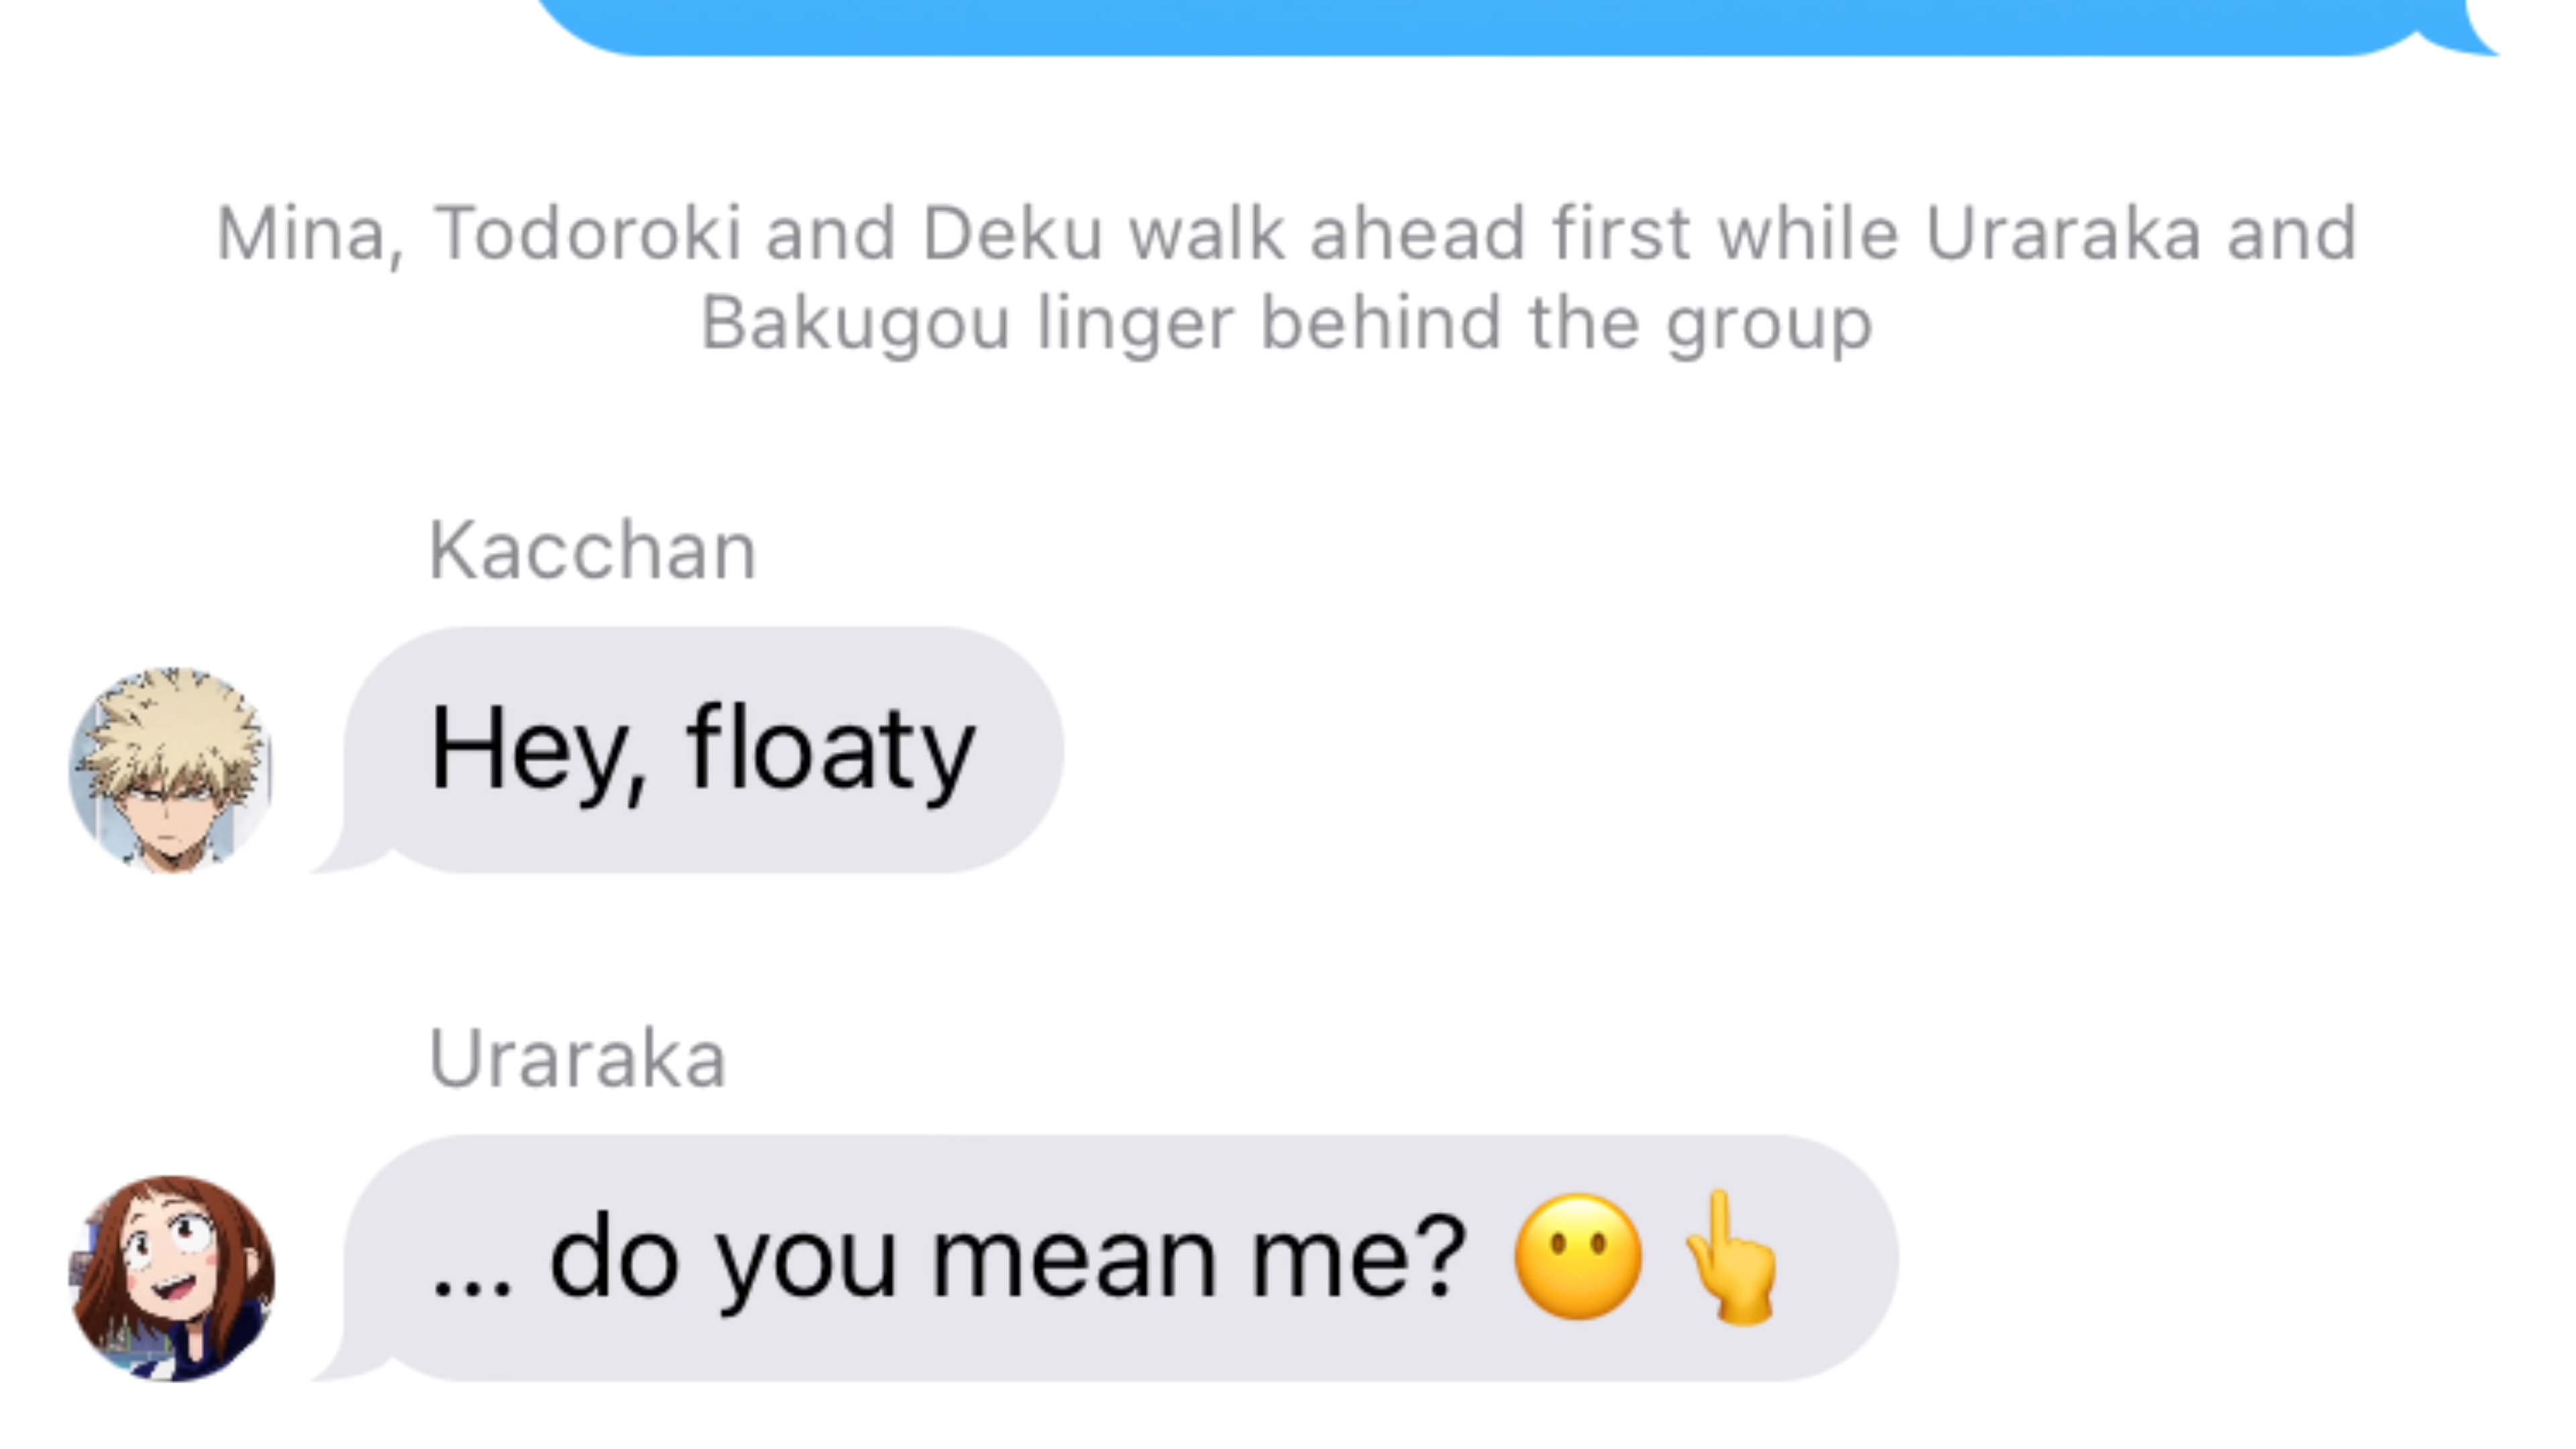 Mina, Todoroki and Deku walk ahead first while Uraraka and
Bakugou linger behind the group
Kacchan
Hey, floaty
Uraraka
... do you mean me? 😶👆